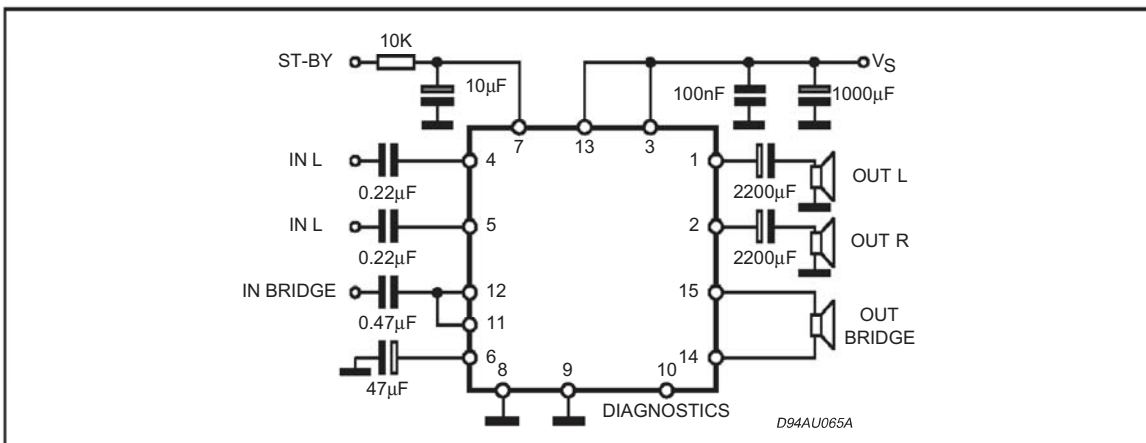 10K
ST-BY
VS
10μF
100nF
1000μF
7
13
3
IN L
4
1
0.22μF
2200μF
OUT L
IN L
5
2
0.22μF
2200μF
OUT R
IN BRIDGE
12
15
0.47μF
11
OUT
BRIDGE
6
14
47μF
8
9
10
DIAGNOSTICS
D94AU065A